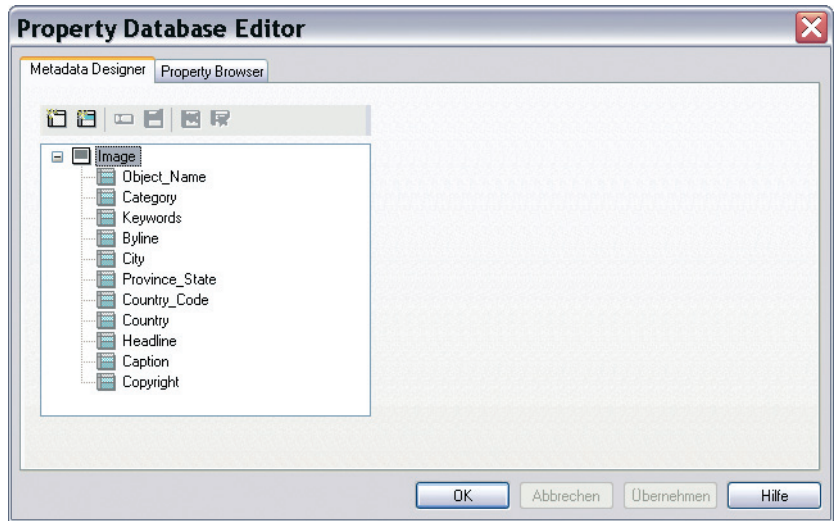 Property Database Editor
Metadata Designer Property Browser
Image
Object_Name
Category
Keywords
Byline
City
Province_State
Country_Code
Country
Headline
Caption
Copyright
OK Abbrechen Übernehmen Hilfe